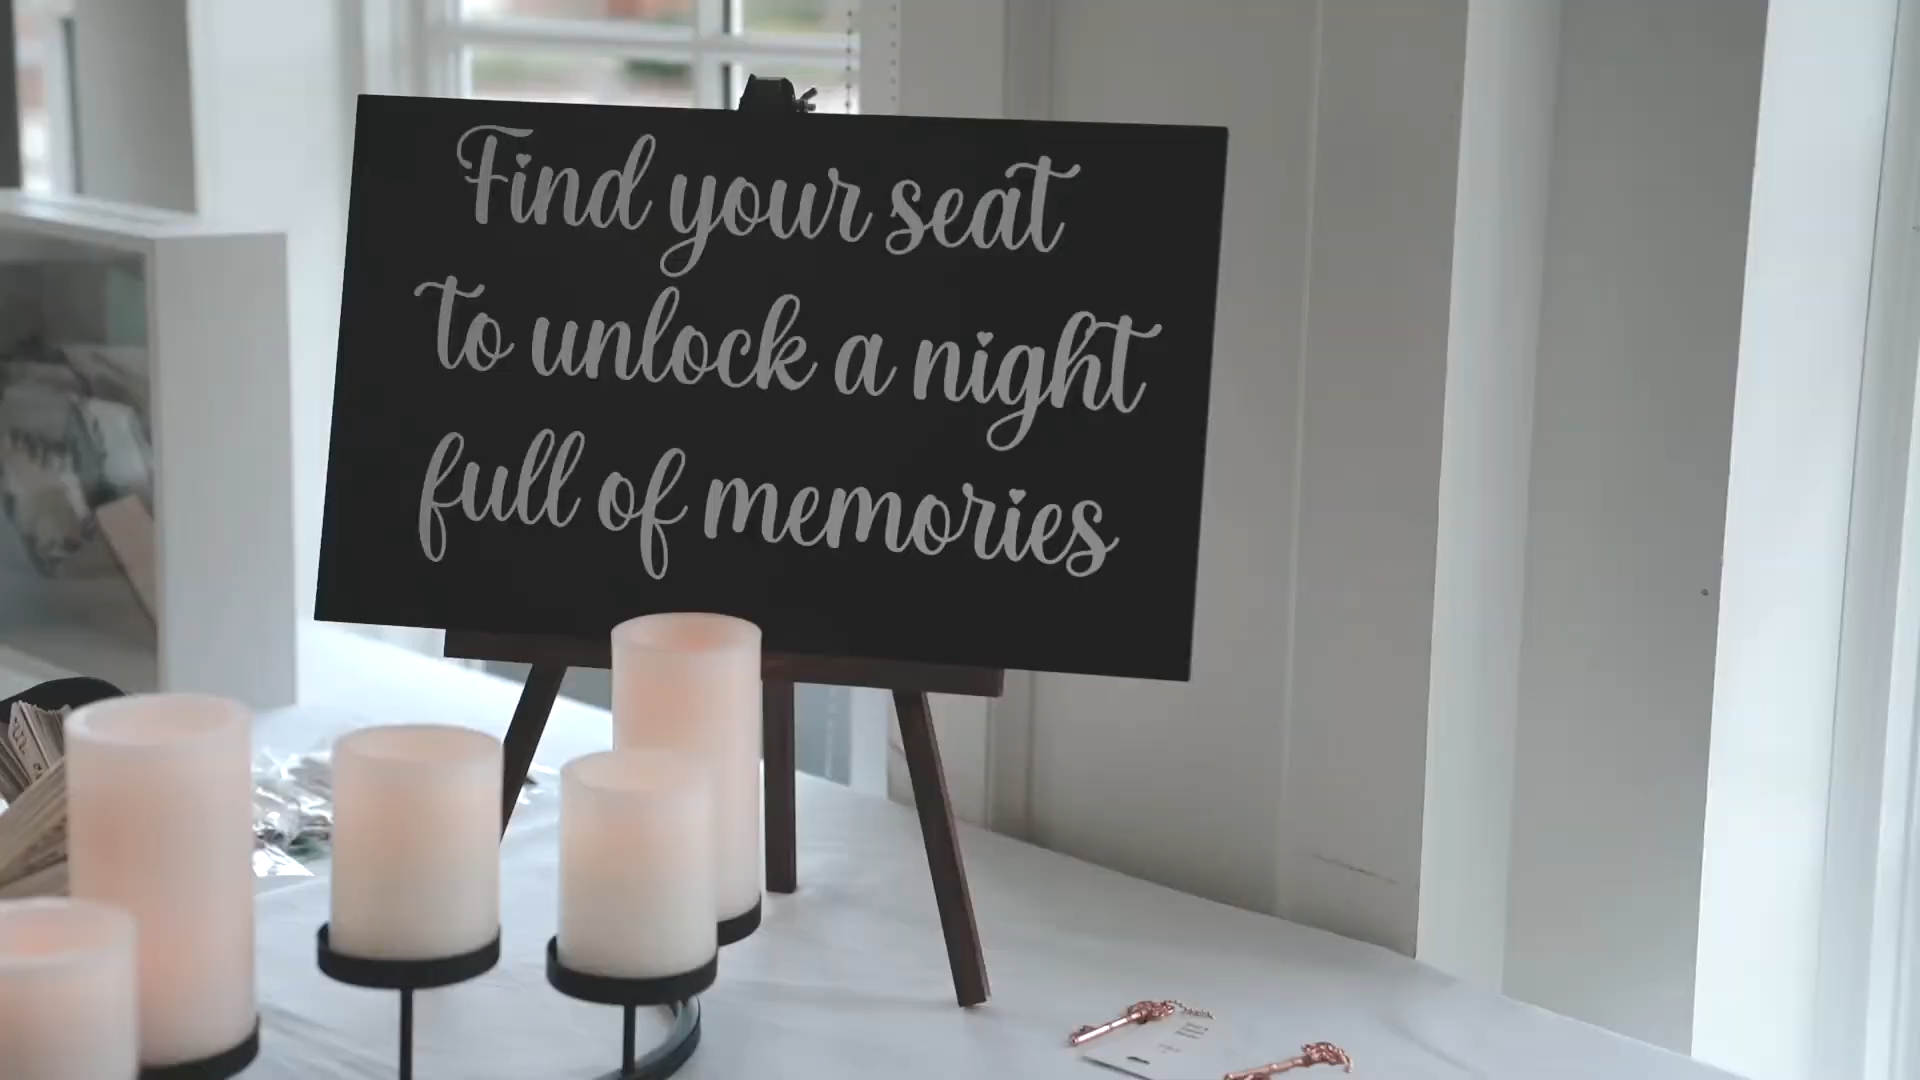 Find your seat
to unlock a night
full of memories